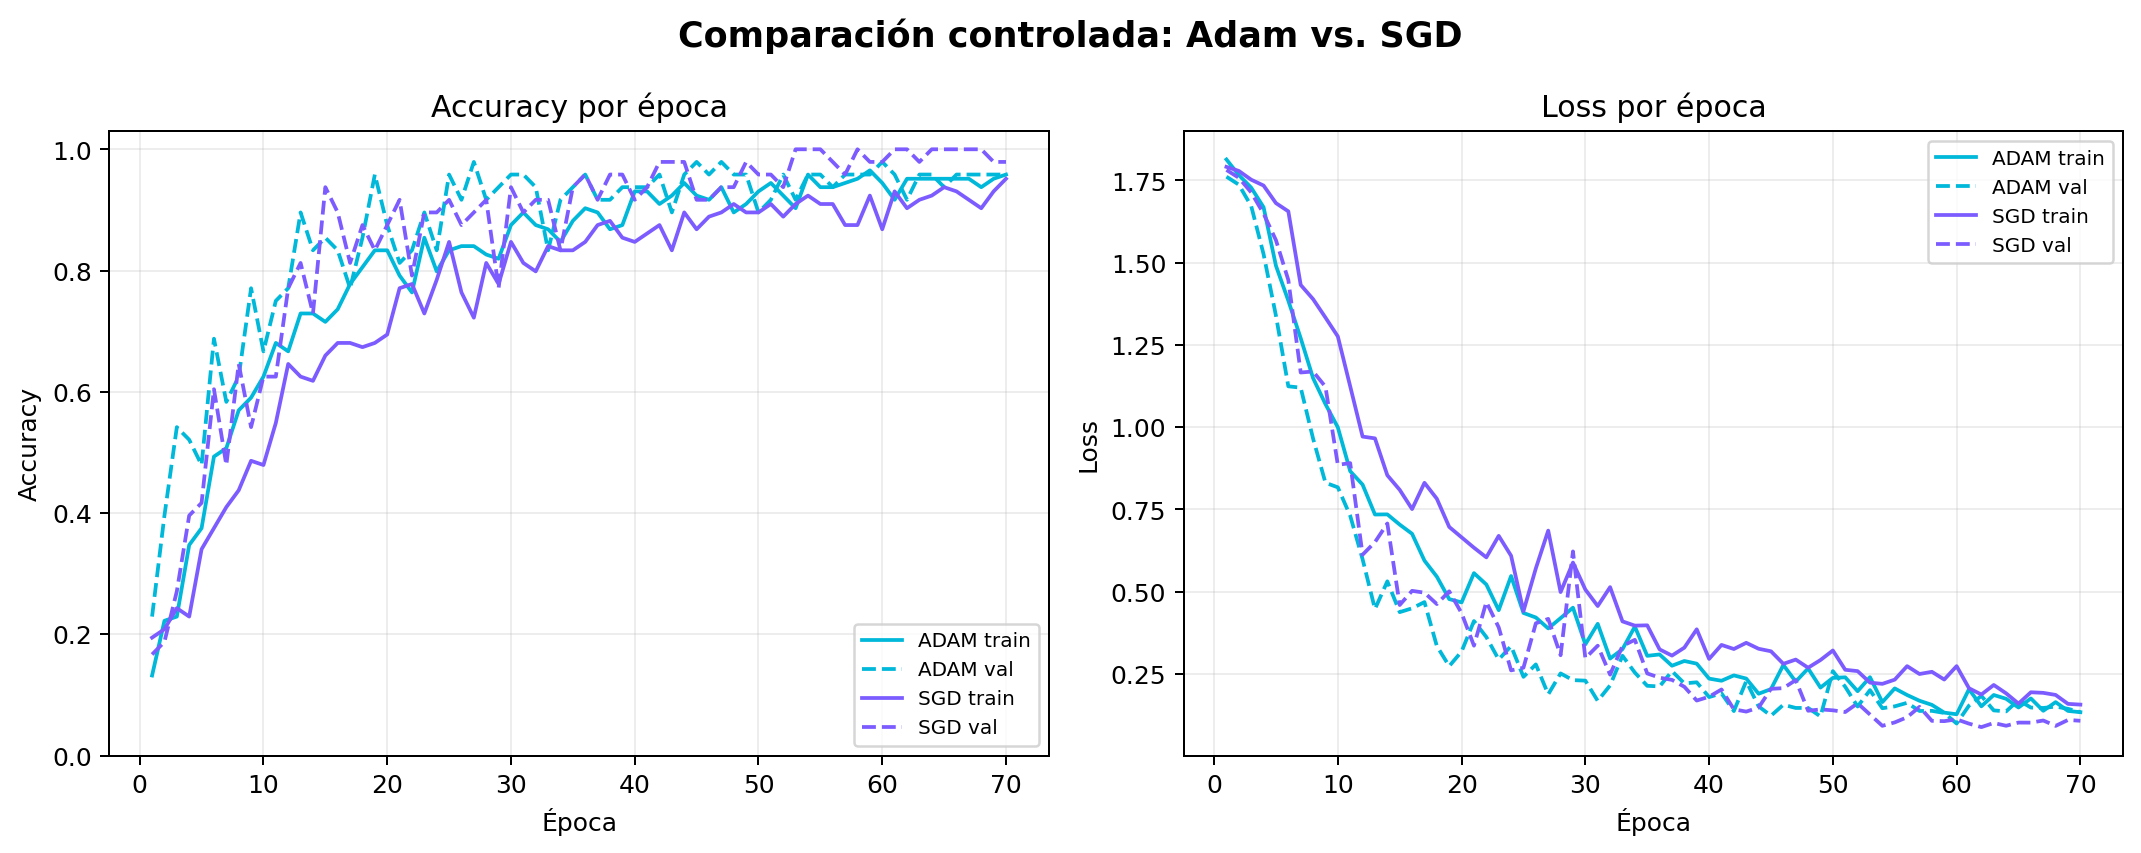 Comparación controlada: Adam vs. SGD
Accuracy por época
Accuracy
1.0
0.8
0.6
0.4
0.2
0.0
0 10 20 30 40 50 60 70
Época
ADAM train
ADAM val
SGD train
SGD val
Loss por época
Loss
1.75
1.50
1.25
1.00
0.75
0.50
0.25
0 10 20 30 40 50 60 70
Época
ADAM train
ADAM val
SGD train
SGD val